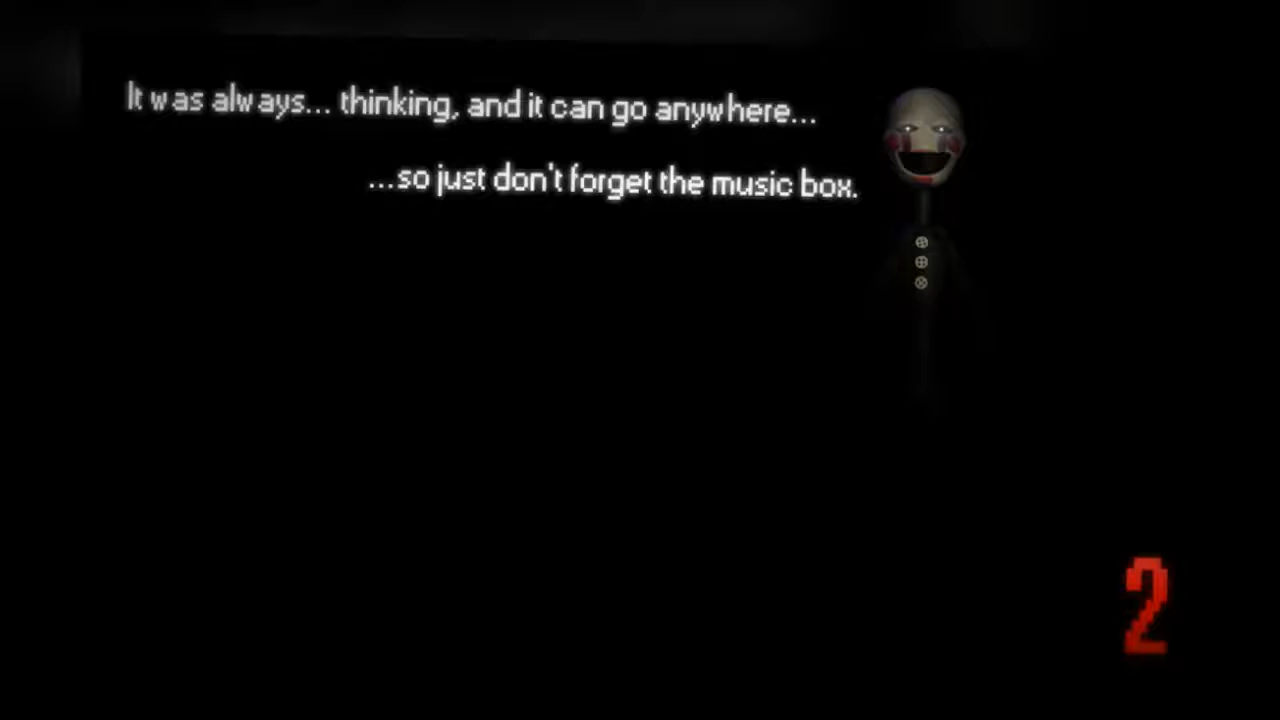 It was always... thinking, and it can go anywhere...
...so just don't forget the music box.
2